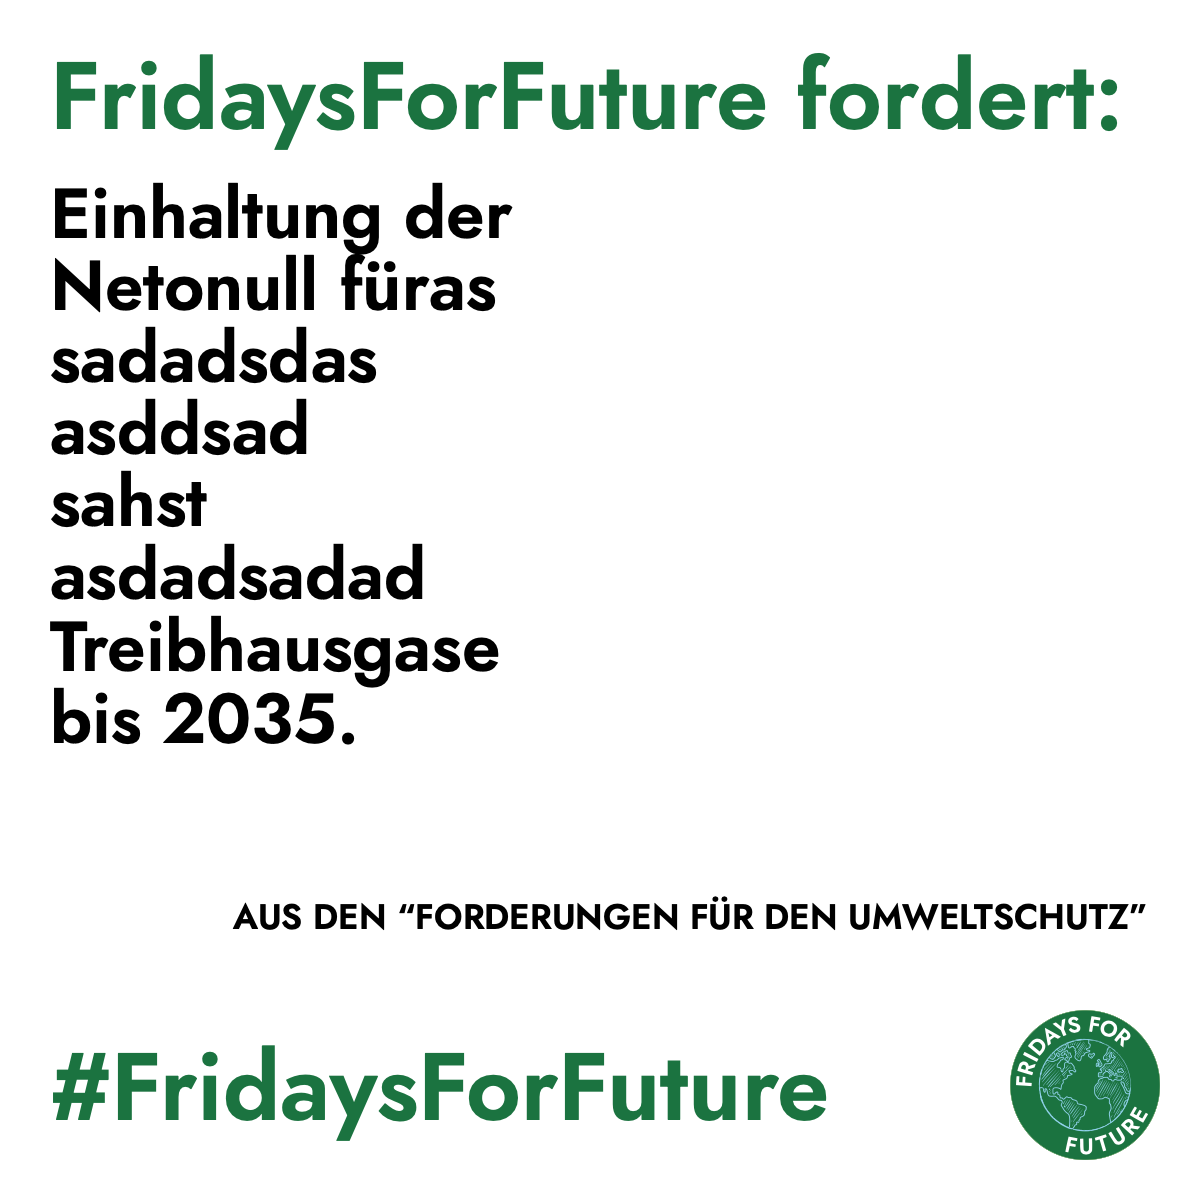 FridaysForFuture fordert:
Einhaltung der
Netonull füras
sadadsdas
asddsad
sahst
asdadsadad
Treibhausgase
bis 2035.
AUS DEN “FORDERUNGEN FÜR DEN UMWELTSCHUTZ”
#FridaysForFuture
FRIDAYS FOR
FUTURE